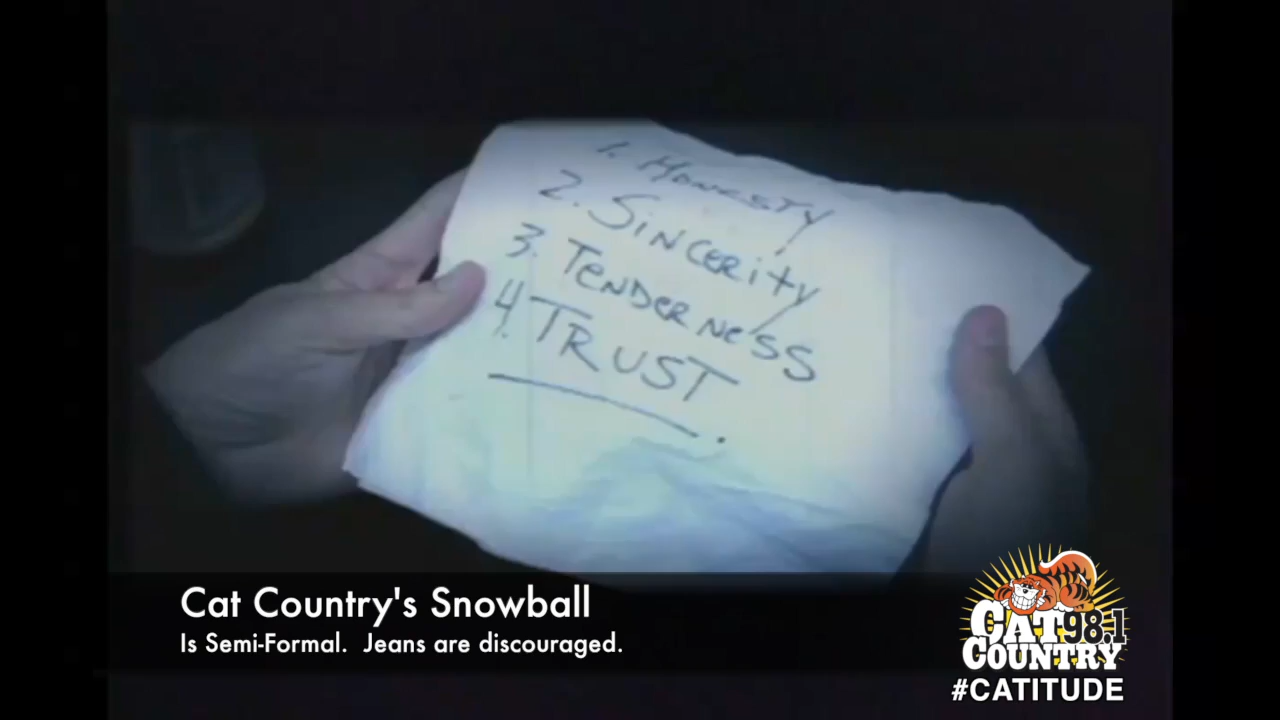 1. Honesty
2. Sincerity
3. Tenderness
4. Trust
Cat Country's Snowball
Is Semi-Formal. Jeans are discouraged.
CAT 98.1
COUNTRY
#CATITUDE